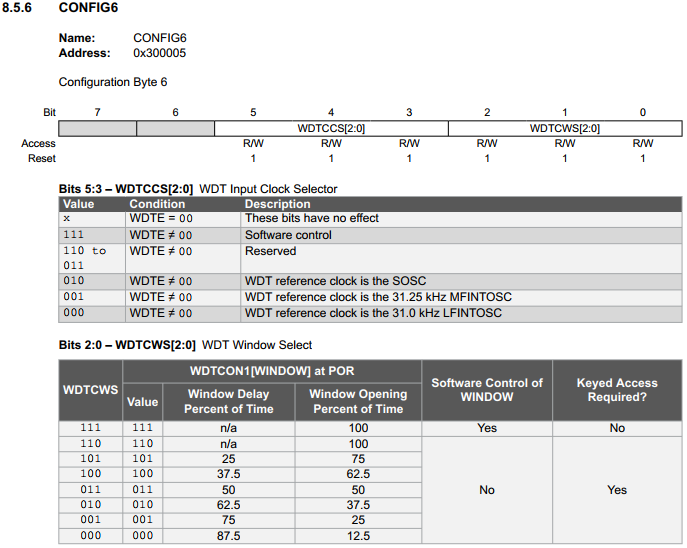 8.5.6 CONFIG6
Name: CONFIG6
Address: 0x300005
Configuration Byte 6
Bit 7 6 5 4 3 2 1 0
WDTCCS[2:0] WDTCWS[2:0]
Access R/W R/W R/W R/W R/W R/W
Reset 1 1 1 1 1 1
Bits 5:3 – WDTCCS[2:0] WDT Input Clock Selector
Value Condition Description
x WDTE = 00 These bits have no effect
111 WDTE ≠ 00 Software control
110 to WDTE ≠ 00 Reserved
011
010 WDTE ≠ 00 WDT reference clock is the SOSC
001 WDTE ≠ 00 WDT reference clock is the 31.25 kHz MFINTOSC
000 WDTE ≠ 00 WDT reference clock is the 31.0 kHz LFINTOSC
Bits 2:0 – WDTCWS[2:0] WDT Window Select
WDTCON1[WINDOW] at POR
WDTCWS Value Window Delay Window Opening Software Control of Keyed Access
Percent of Time Percent of Time WINDOW Required?
111 111 n/a 100 Yes No
110 110 n/a 100
101 101 25 75
100 100 37.5 62.5
011 011 50 50 No Yes
010 010 62.5 37.5
001 001 75 25
000 000 87.5 12.5